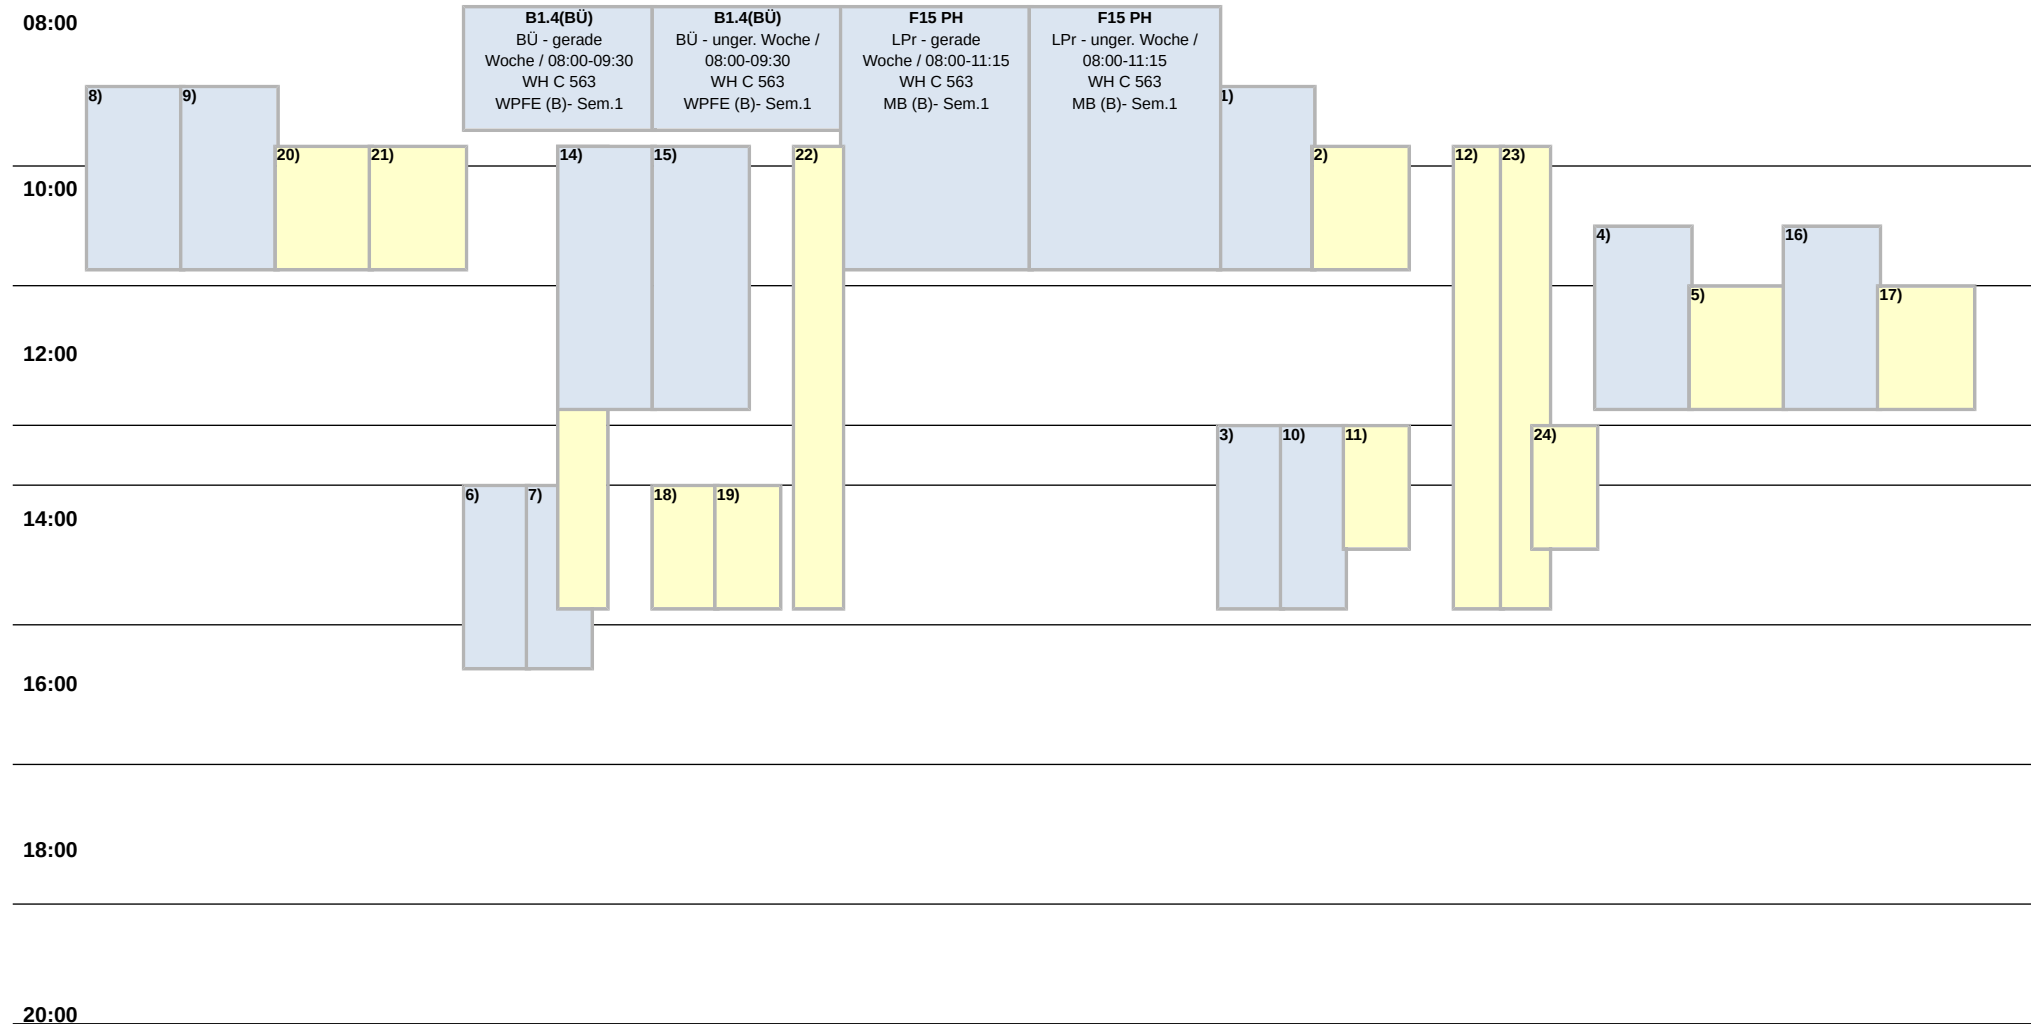 08:00
B1.4(BÜ)
BÜ - gerade
Woche / 08:00-09:30
WH C 563
WPFE (B)- Sem.1
B1.4(BÜ)
BÜ - unger. Woche /
08:00-09:30
WH C 563
WPFE (B)- Sem.1
F15 PH
LPr - gerade
Woche / 08:00-11:15
WH C 563
MB (B)- Sem.1
F15 PH
LPr - unger. Woche /
08:00-11:15
WH C 563
MB (B)- Sem.1
8)
9)
1)
20)
21)
14)
15)
22)
2)
12)
23)
10:00
4)
16)
5)
17)
12:00
3)
10)
11)
24)
6)
7)
18)
19)
14:00
16:00
18:00
20:00